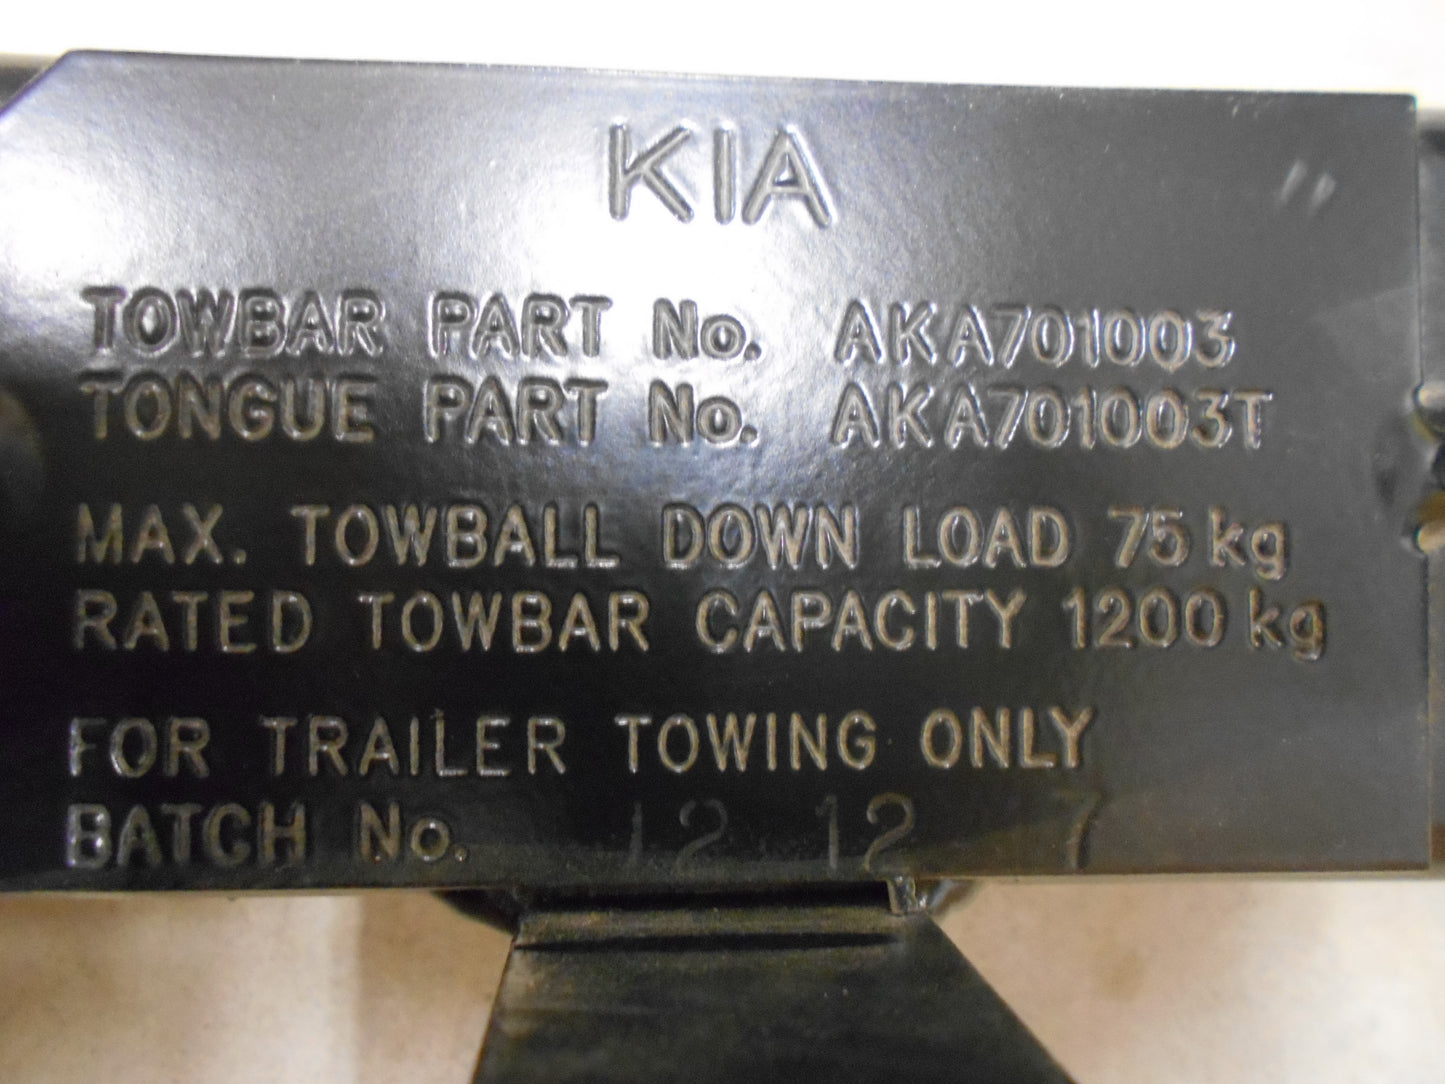 KIA
TOWBAR PART No. AKA701003
TONGUE PART No. AKA701003T
MAX. TOWBALL DOWN LOAD 75 kg
RATED TOWBAR CAPACITY 1200 kg
FOR TRAILER TOWING ONLY
BATCH No. 12 12 7